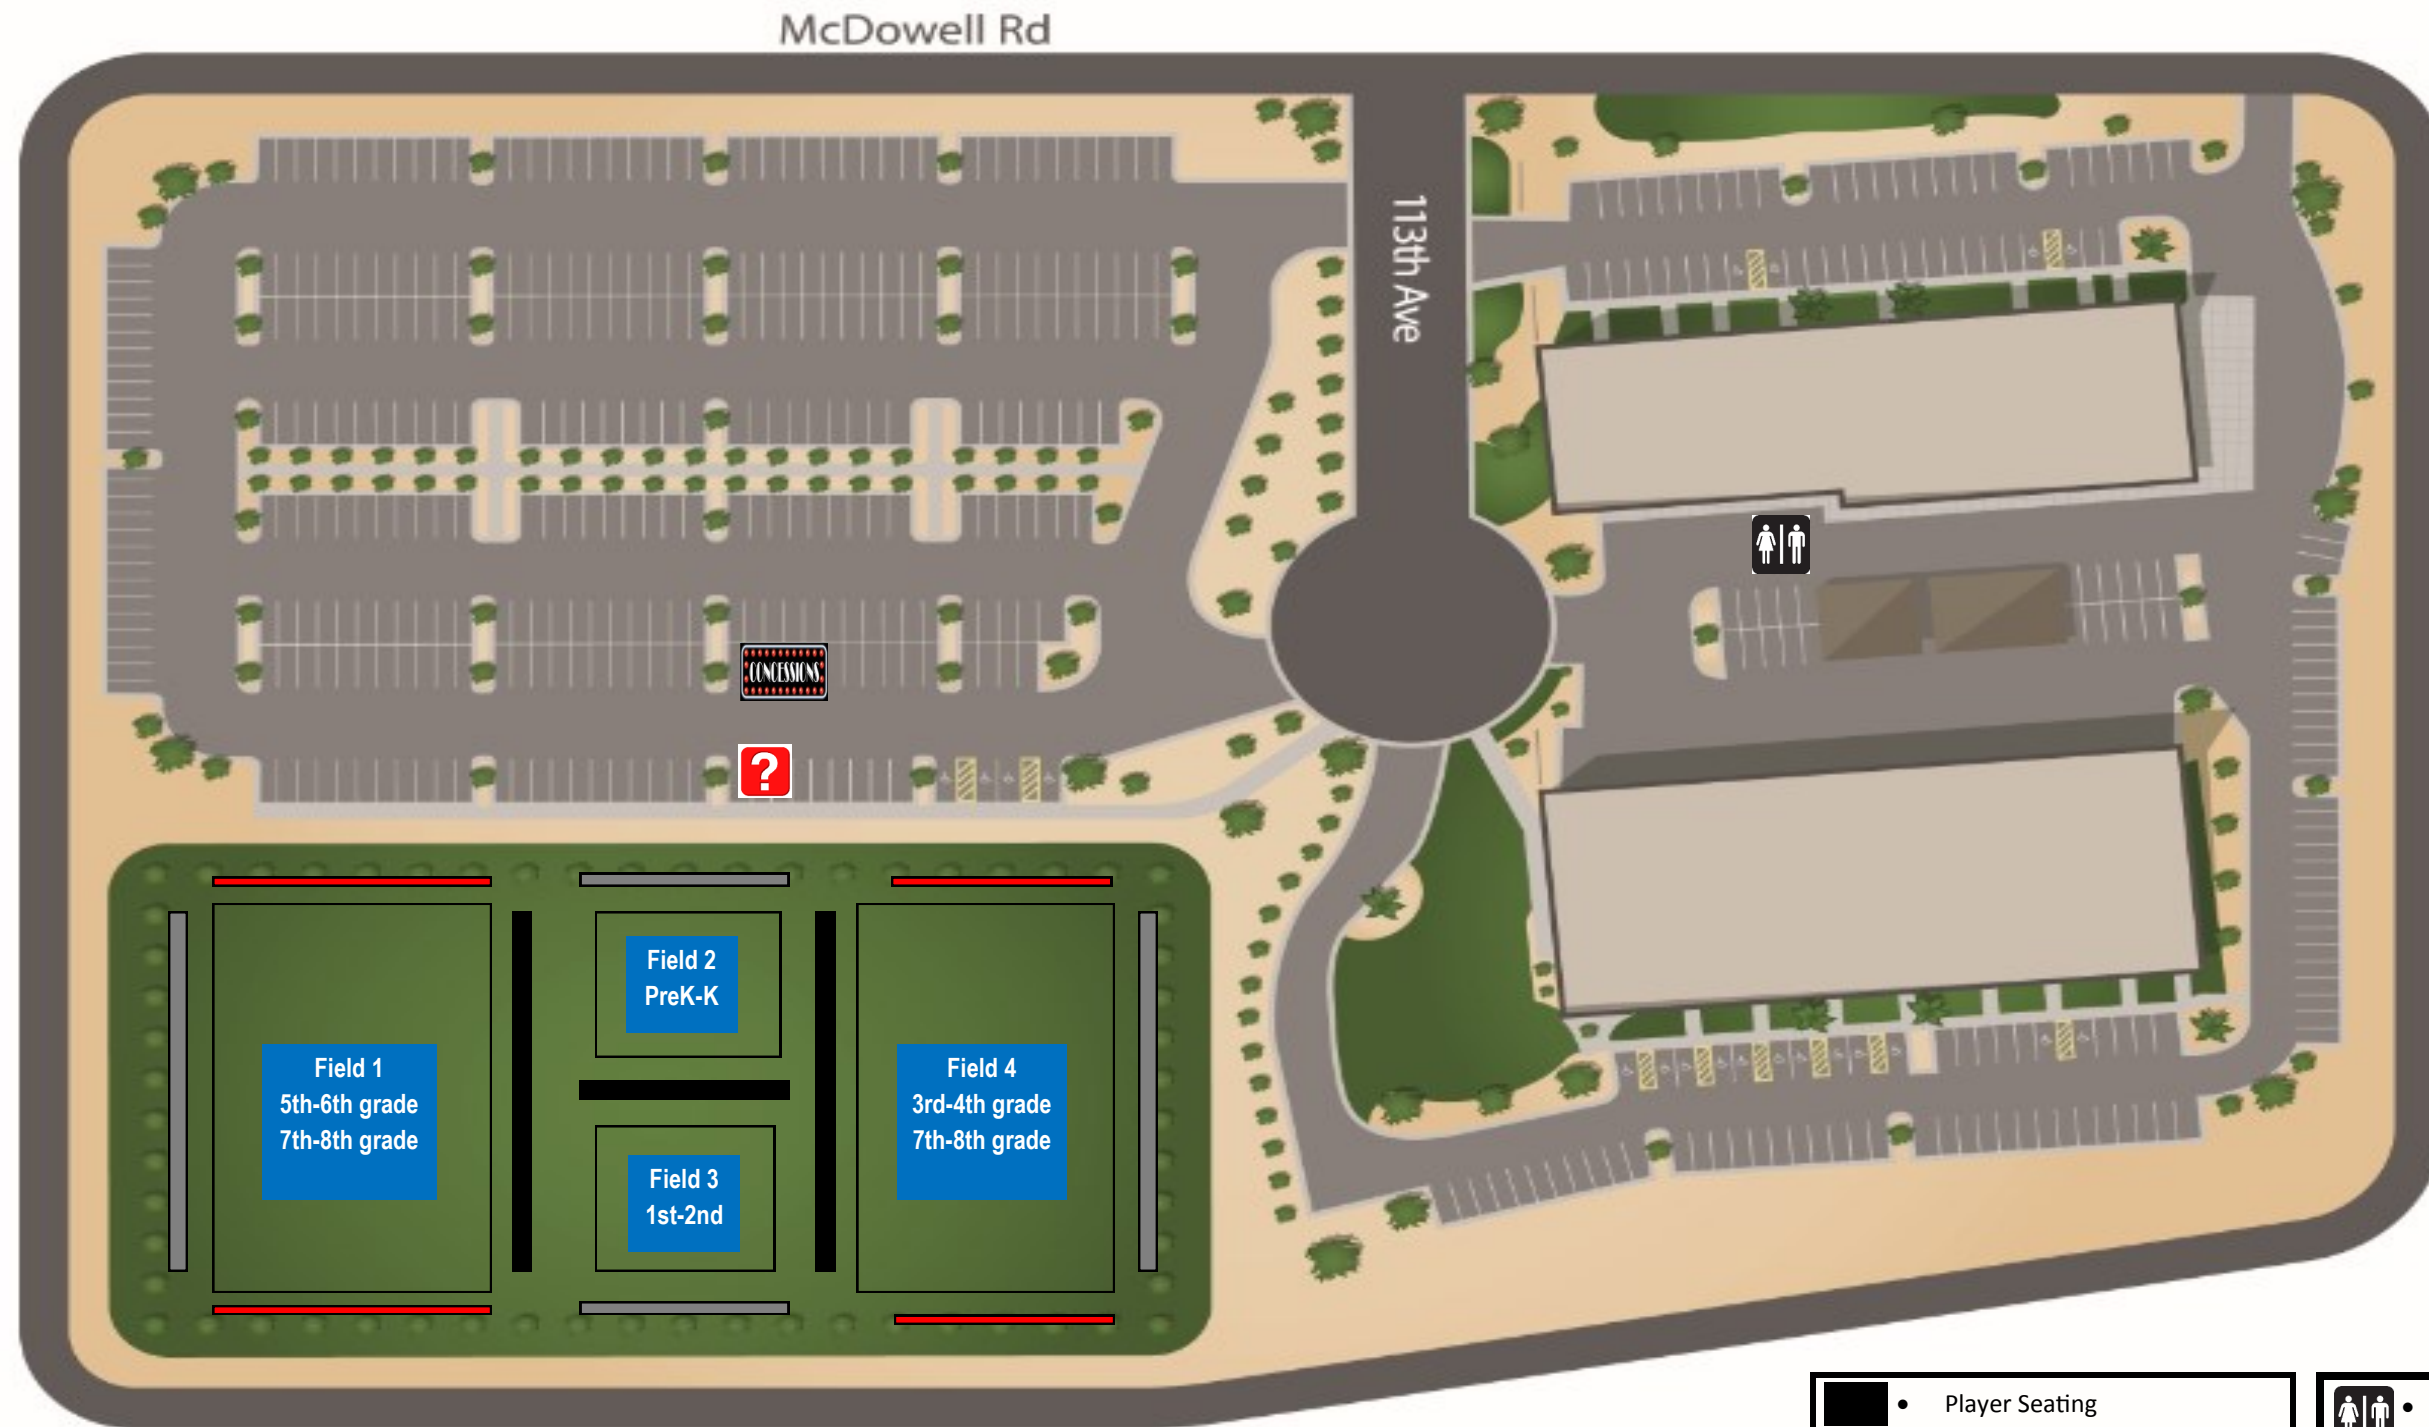 McDowell Rd
113th Ave
CONCESSIONS
?
Field 2
PreK-K
Field 1
5th-6th grade
7th-8th grade
Field 4
3rd-4th grade
7th-8th grade
Field 3
1st-2nd
• Player Seating
•